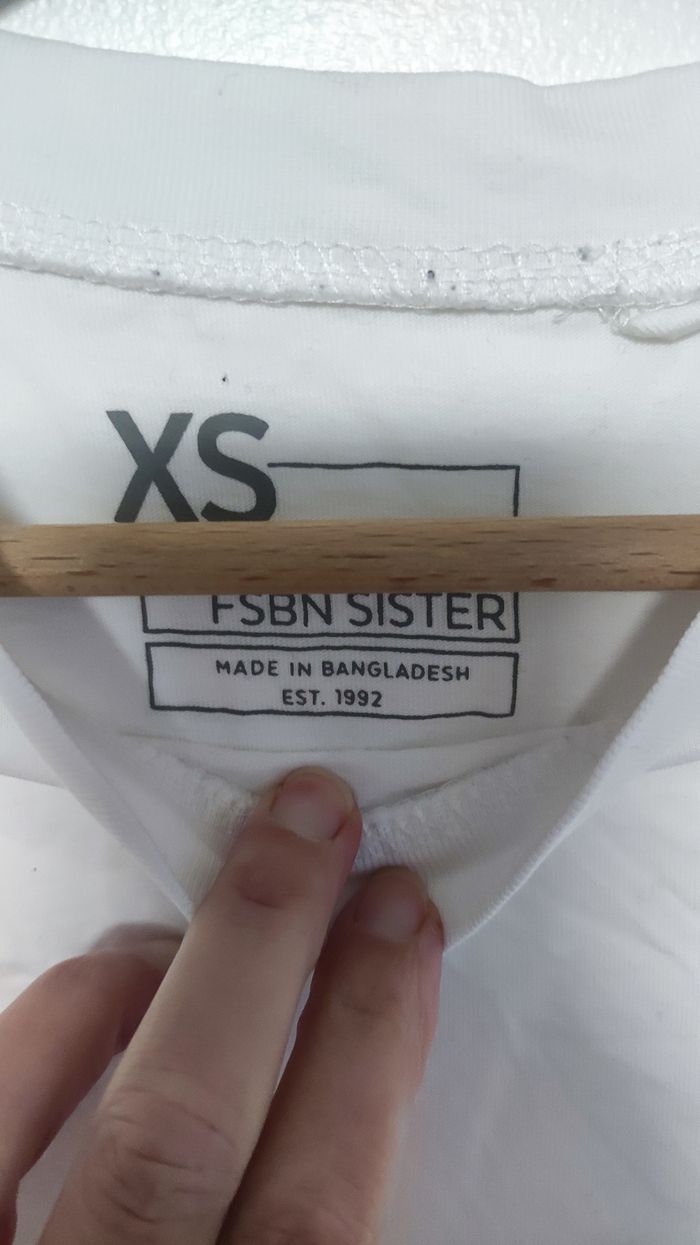 XS
FSBN SISTER
MADE IN BANGLADESH
EST. 1992